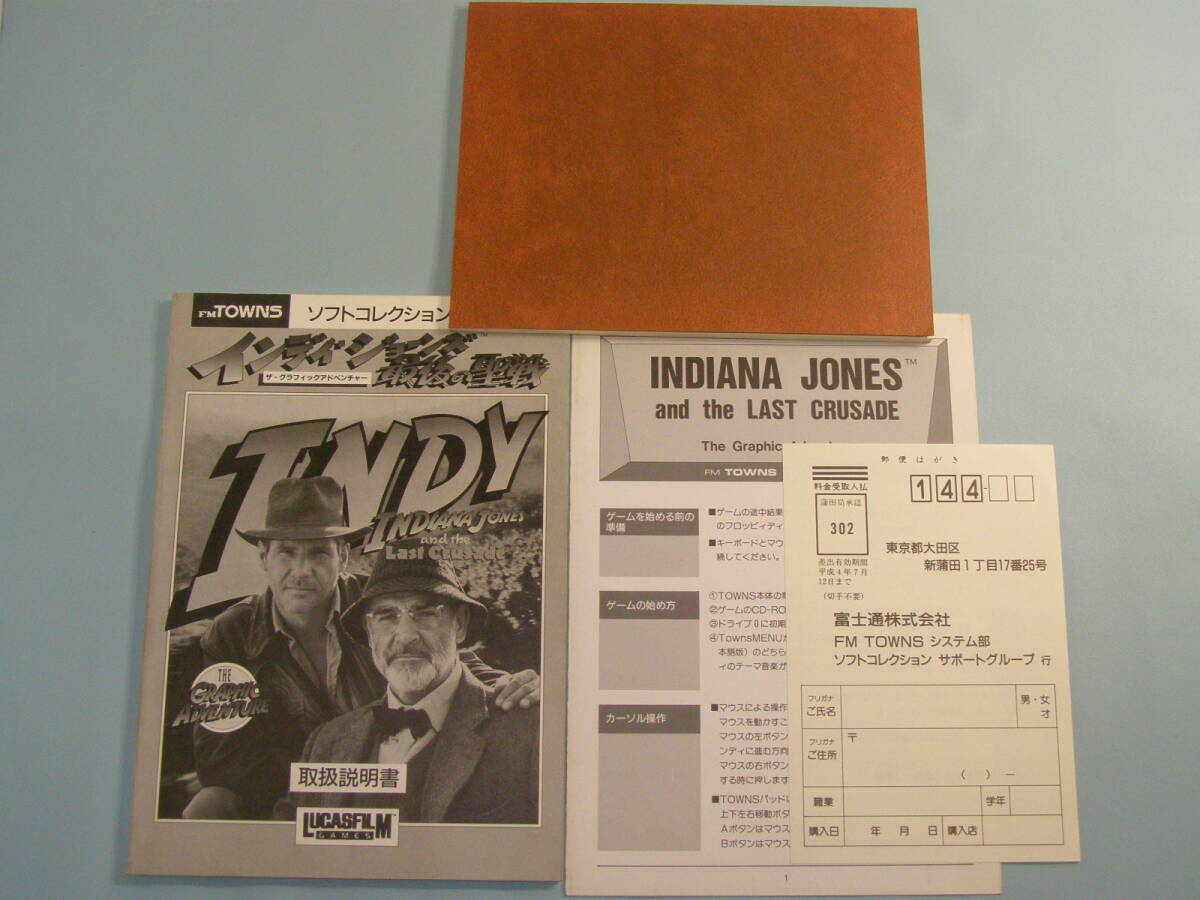 FM TOWNS ソフトコレクション
インディ・ジョーンズ™
最後の聖戦
ザ・グラフィックアドベンチャー
INDY
INDIANA JONES
and the
LAST CRUSADE
THE
GRAPHIC
ADVENTURE
取扱説明書
LUCASFILM™
GAMES
INDIANA JONES™
and the LAST CRUSADE
The Graphic
FM TOWNS
ゲームを始める前の
準備
■ゲームの途中結果
のフロッピィディ
■キーボードとマウ
続してください。
ゲームの始め方
①TOWNS本体の
②ゲームのCD-RO
③ドライブ0に初期
④TownsMENUが
本語版）のどちら
ィのテーマ音楽が
カーソル操作
■マウスによる操作
マウスを動かすこ
マウスの左ボタン
ンディに進む方向
マウスの右ボタン
する時に押します
■TOWNSパッドに
上下左右移動ボタ
Aボタンはマウス
Bボタンはマウス
1
郵便はがき
料金受取人払
144-
蒲田局承認
302
差出有効期間
平成4年7月
12日まで
（切手不要）
東京都大田区
新蒲田1丁目17番25号
富士通株式会社
FM TOWNS システム部
ソフトコレクション サポートグループ 行
フリガナ
ご氏名
男・女
才
フリガナ
ご住所
〒
（ ） －
職業
学年
購入日
年 月 日
購入店